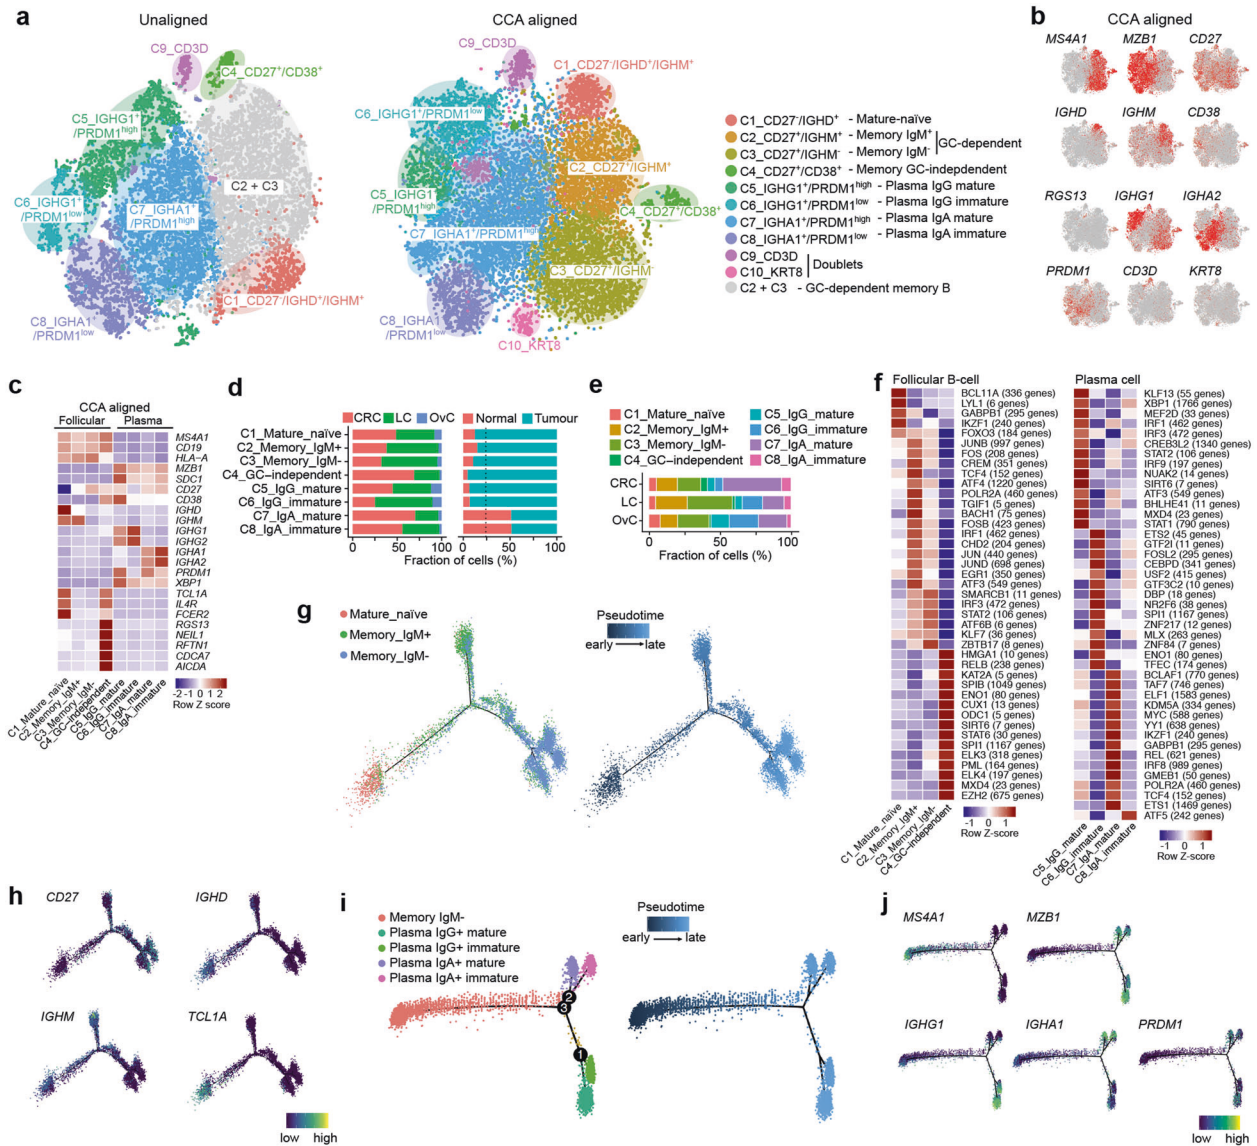 a
Unaligned
CCA aligned
C9_CD3D
C4_CD27+/CD38+
C5_IGHG1+
/PRDM1high
C6_IGHG1+
/PRDM1low
C7_IGHA1+
/PRDM1high
C2 + C3
C8_IGHA1+
/PRDM1low
C1_CD27-/IGHD+/IGHM+
C9_CD3D
C1_CD27-/IGHD+/IGHM+
C6_IGHG1+
/PRDM1low
C2_CD27+/IGHM+
C5_IGHG1+
/PRDM1high
C4_CD27+/CD38+
C7_IGHA1+/PRDM1high
C3_CD27+/IGHM-
C8_IGHA1+
/PRDM1low
C10_KRT8
C1_CD27-/IGHD+ - Mature-naïve
C2_CD27+/IGHM+ - Memory IgM+
C3_CD27+/IGHM- - Memory IgM-
GC-dependent
C4_CD27+/CD38+ - Memory GC-independent
C5_IGHG1+/PRDM1high - Plasma IgG mature
C6_IGHG1+/PRDM1low - Plasma IgG immature
C7_IGHA1+/PRDM1high - Plasma IgA mature
C8_IGHA1+/PRDM1low - Plasma IgA immature
C9_CD3D
C10_KRT8
Doublets
C2 + C3 - GC-dependent memory B
b
CCA aligned
MS4A1 MZB1 CD27
IGHD IGHM CD38
RGS13 IGHG1 IGHA2
PRDM1 CD3D KRT8
c
CCA aligned
Follicular Plasma
MS4A1
CD19
HLA-A
MZB1
SDC1
CD27
CD38
IGHD
IGHM
IGHG1
IGHG2
IGHA1
IGHA2
PRDM1
XBP1
TCL1A
IL4R
FCER2
RGS13
NEIL1
RFTN1
CDCA7
AICDA
C1_Mature_naïve
C2_Memory_IgM+
C3_Memory_IgM-
C4_GC-independent
C5_IgG_mature
C6_IgG_immature
C7_IgA_mature
C8_IgA_immature
-2 -1 0 1 2
Row Z score
d
CRC LC OvC
Normal Tumour
C1_Mature_naïve
C2_Memory_IgM+
C3_Memory_IgM-
C4_GC-independent
C5_IgG_mature
C6_IgG_immature
C7_IgA_mature
C8_IgA_immature
0 50 100 0 50 100
Fraction of cells (%)
e
C1_Mature_naïve C5_IgG_mature
C2_Memory_IgM+ C6_IgG_immature
C3_Memory_IgM- C7_IgA_mature
C4_GC-independent C8_IgA_immature
CRC
LC
OvC
0 50 100
Fraction of cells (%)
f
Follicular B-cell
BCL11A (336 genes)
LYL1 (6 genes)
GABPB1 (295 genes)
IKZF1 (240 genes)
FOXO3 (184 genes)
JUNB (997 genes)
FOS (208 genes)
CREM (351 genes)
TCF4 (152 genes)
ATF4 (1220 genes)
POLR2A (460 genes)
TGIF1 (5 genes)
BACH1 (75 genes)
FOSB (423 genes)
IRF1 (462 genes)
CHD2 (204 genes)
JUN (440 genes)
JUND (698 genes)
EGR1 (350 genes)
ATF3 (549 genes)
SMARCB1 (11 genes)
IRF3 (472 genes)
STAT2 (106 genes)
ATF6B (6 genes)
KLF7 (36 genes)
ZBTB17 (8 genes)
HMGA1 (10 genes)
RELB (238 genes)
KAT2A (5 genes)
SPIB (1049 genes)
ENO1 (80 genes)
CUX1 (13 genes)
ODC1 (5 genes)
SIRT6 (7 genes)
STAT6 (30 genes)
SPI1 (1167 genes)
ELK3 (318 genes)
PML (164 genes)
ELK4 (197 genes)
MXD4 (23 genes)
EZH2 (675 genes)
C1_Mature_naïve
C2_Memory_IgM+
C3_Memory_IgM-
C4_GC-independent
-1 0 1
Row Z-score
Plasma cell
KLF13 (55 genes)
XBP1 (1766 genes)
MEF2D (33 genes)
IRF1 (462 genes)
IRF3 (472 genes)
CREB3L2 (1340 genes)
STAT2 (106 genes)
IRF9 (197 genes)
NUAK2 (14 genes)
SIRT6 (7 genes)
ATF3 (549 genes)
BHLHE41 (11 genes)
MXD4 (23 genes)
STAT1 (790 genes)
ETS2 (45 genes)
GTF2I (11 genes)
FOSL2 (295 genes)
CEBPD (341 genes)
USF2 (415 genes)
GTF3C2 (10 genes)
DBP (18 genes)
NR2F6 (38 genes)
SPI1 (1167 genes)
ZNF217 (12 genes)
MLX (263 genes)
ZNF84 (7 genes)
ENO1 (80 genes)
TFEC (174 genes)
BCLAF1 (770 genes)
TAF7 (746 genes)
ELF1 (1583 genes)
KDM5A (334 genes)
MYC (588 genes)
YY1 (638 genes)
IKZF1 (240 genes)
GABPB1 (295 genes)
REL (621 genes)
IRF8 (989 genes)
GMEB1 (50 genes)
POLR2A (460 genes)
TCF4 (152 genes)
ETS1 (1469 genes)
ATF5 (242 genes)
C5_IgG_mature
C6_IgG_immature
C7_IgA_mature
C8_IgA_immature
-1 0 1
Row Z-score
g
Mature_naïve
Memory_IgM+
Memory_IgM-
Pseudotime
early late
h
CD27 IGHD
IGHM TCL1A
low high
i
Memory IgM-
Plasma IgG+ mature
Plasma IgG+ immature
Plasma IgA+ mature
Plasma IgA+ immature
2
3
1
Pseudotime
early late
j
MS4A1 MZB1
IGHG1 IGHA1 PRDM1
low high